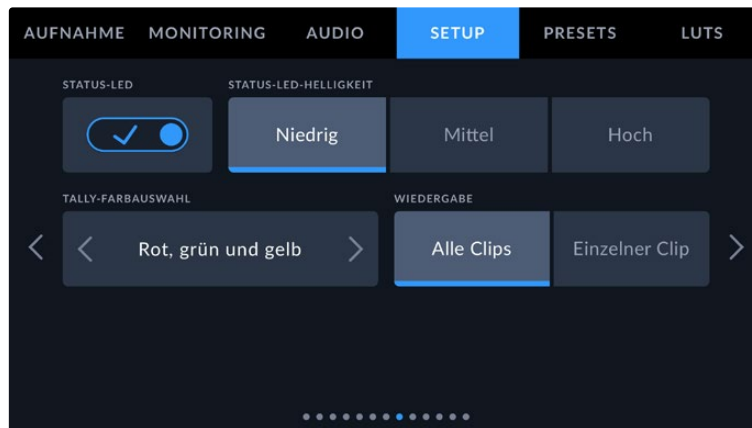 AUFNAHME MONITORING AUDIO SETUP PRESETS LUTS
STATUS-LED STATUS-LED-HELLIGKEIT
Niedrig Mittel Hoch
TALLY-FARBAUSWAHL WIEDERGABE
Rot, grün und gelb Alle Clips Einzelner Clip